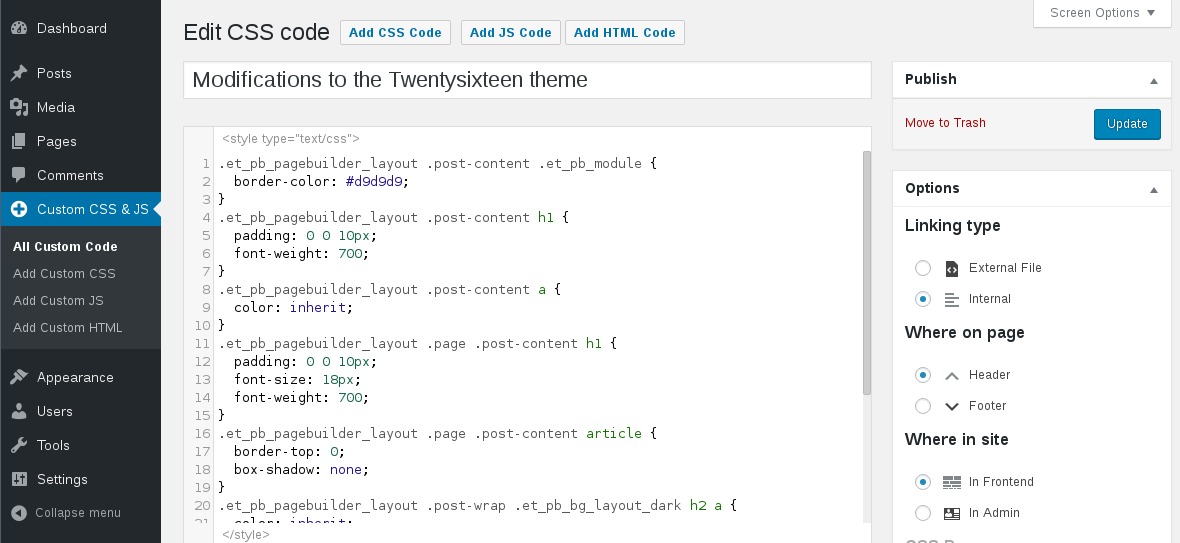 Dashboard
Posts
Media
Pages
Comments
Custom CSS & JS
All Custom Code
Add Custom CSS
Add Custom JS
Add Custom HTML
Appearance
Users
Tools
Settings
Collapse menu
Screen Options
Edit CSS code Add CSS Code Add JS Code Add HTML Code
Modifications to the Twentysixteen theme
<style type="text/css">
1 .et_pb_pagebuilder_layout .post-content .et_pb_module {
2 border-color: #d9d9d9;
3 }
4 .et_pb_pagebuilder_layout .post-content h1 {
5 padding: 0 0 10px;
6 font-weight: 700;
7 }
8 .et_pb_pagebuilder_layout .post-content a {
9 color: inherit;
10 }
11 .et_pb_pagebuilder_layout .page .post-content h1 {
12 padding: 0 0 10px;
13 font-size: 18px;
14 font-weight: 700;
15 }
16 .et_pb_pagebuilder_layout .page .post-content article {
17 border-top: 0;
18 box-shadow: none;
19 }
20 .et_pb_pagebuilder_layout .post-wrap .et_pb_bg_layout_dark h2 a {
21 color: inherit;
</style>
Publish
Move to Trash Update
Options
Linking type
External File
Internal
Where on page
Header
Footer
Where in site
In Frontend
In Admin